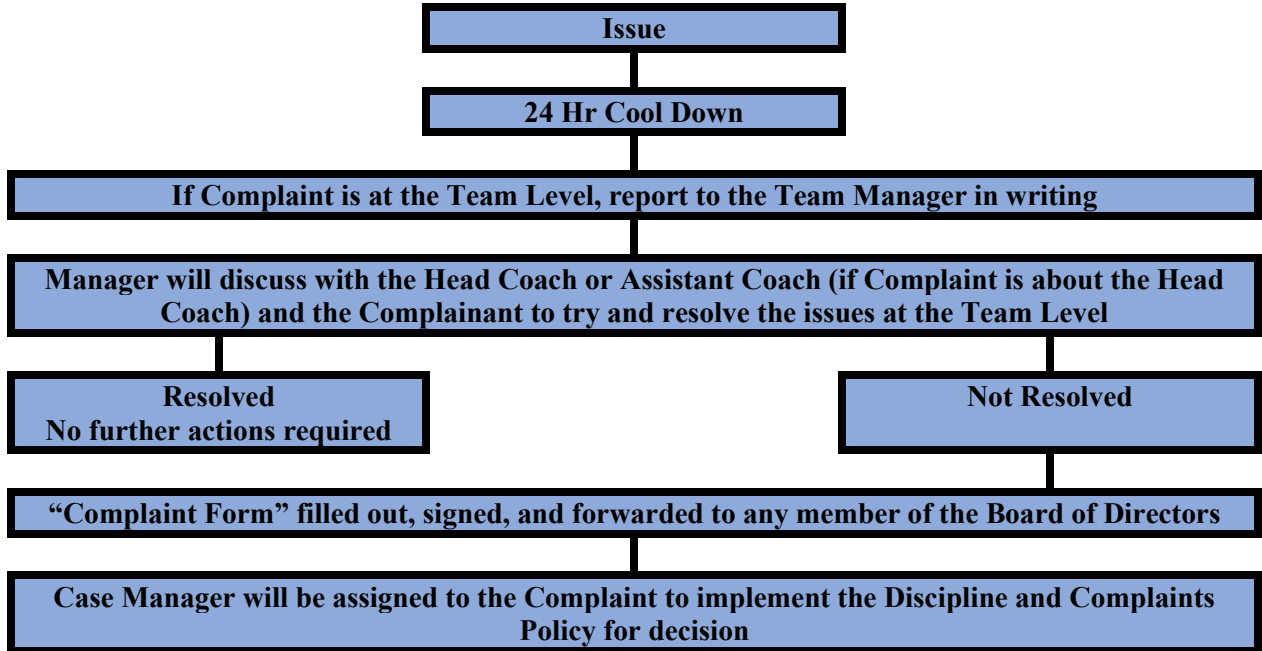 Issue
24 Hr Cool Down
If Complaint is at the Team Level, report to the Team Manager in writing
Manager will discuss with the Head Coach or Assistant Coach (if Complaint is about the Head
Coach) and the Complainant to try and resolve the issues at the Team Level
Resolved
No further actions required
Not Resolved
“Complaint Form” filled out, signed, and forwarded to any member of the Board of Directors
Case Manager will be assigned to the Complaint to implement the Discipline and Complaints
Policy for decision